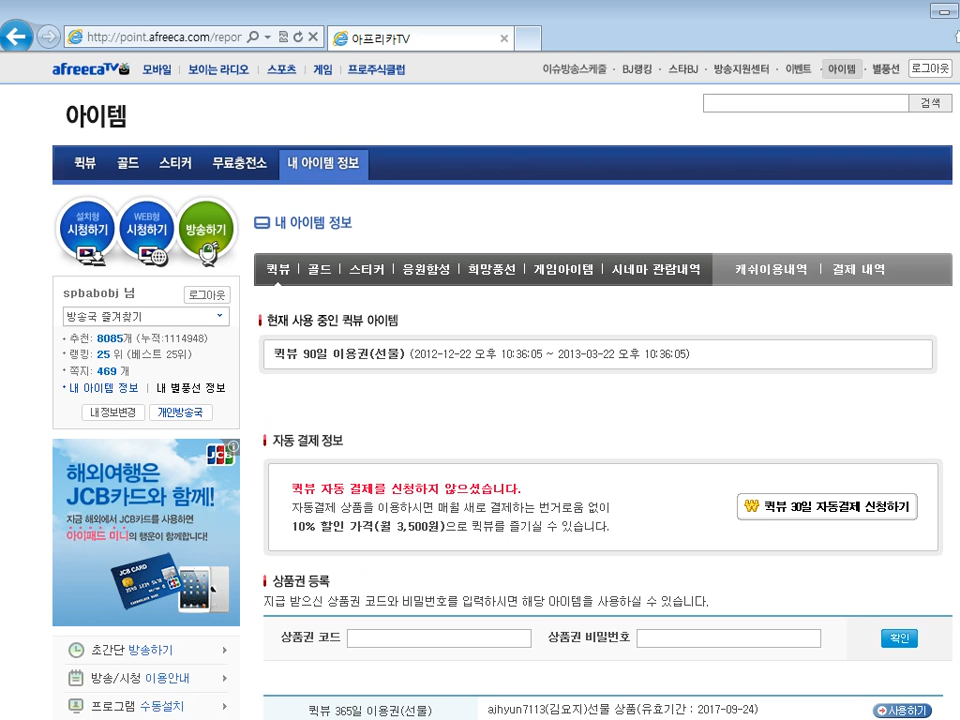 http://point.afreeca.com/repor
아프리카TV
afreecaTV 모바일 보이는 라디오 스포츠 게임 프로주식클럽
이슈방송스케줄 · BJ랭킹 · 스타BJ · 방송지원센터 · 이벤트 · 아이템 · 별풍선 로그아웃
아이템
검색
퀵뷰 골드 스티커 무료충전소 내 아이템 정보
설치형 시청하기
WEB형 시청하기
방송하기
내 아이템 정보
퀵뷰 | 골드 | 스티커 | 응원함성 | 희망풍선 | 게임아이템 | 시네마 관람내역 캐쉬이용내역 | 결제 내역
spbabobj 님 로그아웃
방송국 즐겨찾기
· 추천: 8085개 (누적:1114948)
· 랭킹: 25 위 (베스트 25위)
· 쪽지: 469 개
· 내 아이템 정보 | 내 별풍선 정보
내정보변경 개인방송국
현재 사용 중인 퀵뷰 아이템
퀵뷰 90일 이용권(선물) (2012-12-22 오후 10:36:05 ~ 2013-03-22 오후 10:36:05)
자동 결제 정보
퀵뷰 자동 결제를 신청하지 않으셨습니다.
자동결제 상품을 이용하시면 매월 새로 결제하는 번거로움 없이
10% 할인 가격(월 3,500원)으로 퀵뷰를 즐기실 수 있습니다.
퀵뷰 30일 자동결제 신청하기
JCB
해외여행은
JCB카드와 함께!
지금 해외에서 JCB카드를 사용하면
아이패드 미니의 행운이 함께합니다!
JCB CARD
상품권 등록
지급 받으신 상품권 코드와 비밀번호를 입력하시면 해당 아이템을 사용하실 수 있습니다.
상품권 코드 상품권 비밀번호 확인
초간단 방송하기
방송/시청 이용안내
프로그램 수동설치
퀵뷰 365일 이용권(선물) ajhyun7113(김요지)선물 상품(유효기간 : 2017-09-24) 사용하기